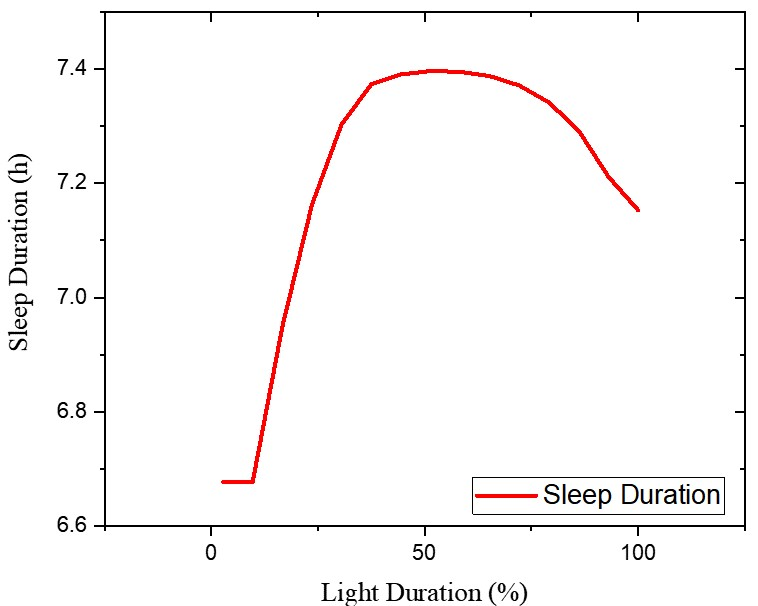 7.4
7.2
7.0
6.8
6.6
0 50 100
Sleep Duration (h)
Light Duration (%)
Sleep Duration